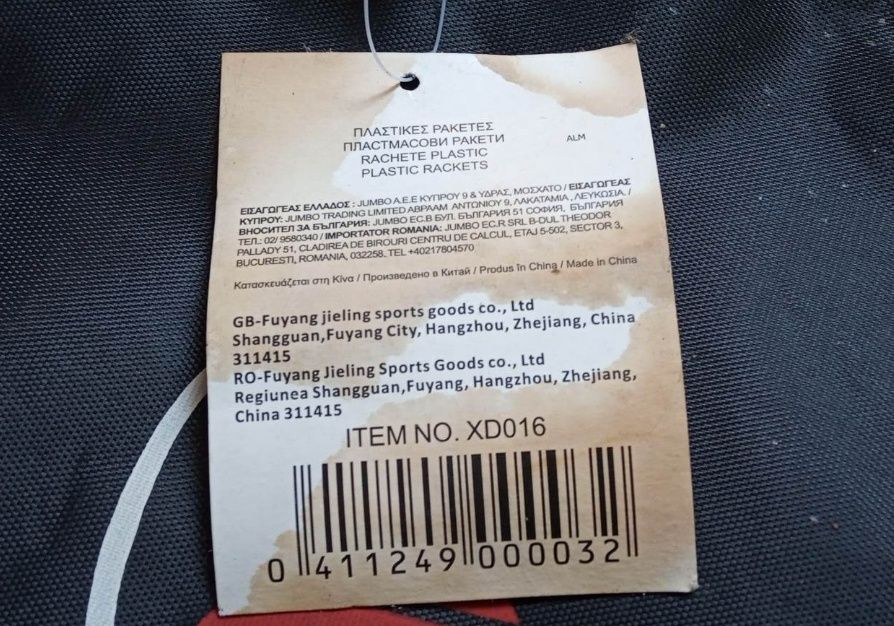 ΠΛΑΣΤΙΚΕΣ ΡΑΚΕΤΕΣ
ПЛАСТМАСОВИ РАКЕТИ
RACHETE PLASTIC
PLASTIC RACKETS
ALM
ΕΙΣΑΓΩΓΕΑΣ ΕΛΛΑΔΟΣ : JUMBO A.E.E ΚΥΠΡΟΥ 9 & ΥΔΡΑΣ, ΜΟΣΧΑΤΟ / ΕΙΣΑΓΩΓΕΑΣ
ΚΥΠΡΟΥ: JUMBO TRADING LIMITED ΑΒΡΑΑΜ ΑΝΤΩΝΙΟΥ 9, ΛΑΚΑΤΑΜΙΑ ,ΛΕΥΚΩΣΙΑ. /
ВНОСИТЕЛ ЗА БЪЛГАРИЯ: JUMBO EC.B БУЛ. БЪЛГАРИЯ 51 СОФИЯ, БЪЛГАРИЯ
ТЕЛ.: 02/ 9580340 / IMPORTATOR ROMANIA: JUMBO EC.R SRL B-DUL THEODOR
PALLADY 51, CLADIREA DE BIROURI CENTRU DE CALCUL, ETAJ 5-502, SECTOR 3,
BUCURESTI, ROMANIA, 032258. TEL +40217804570
Κατασκευάζεται στη Κίνα / Произведено в Китай / Produs în China / Made in China
GB-Fuyang jieling sports goods co., Ltd
Shangguan,Fuyang City, Hangzhou, Zhejiang, China
311415
RO-Fuyang Jieling Sports Goods co., Ltd
Regiunea Shangguan,Fuyang, Hangzhou, Zhejiang,
China 311415
ITEM NO. XD016
0 411249 000032